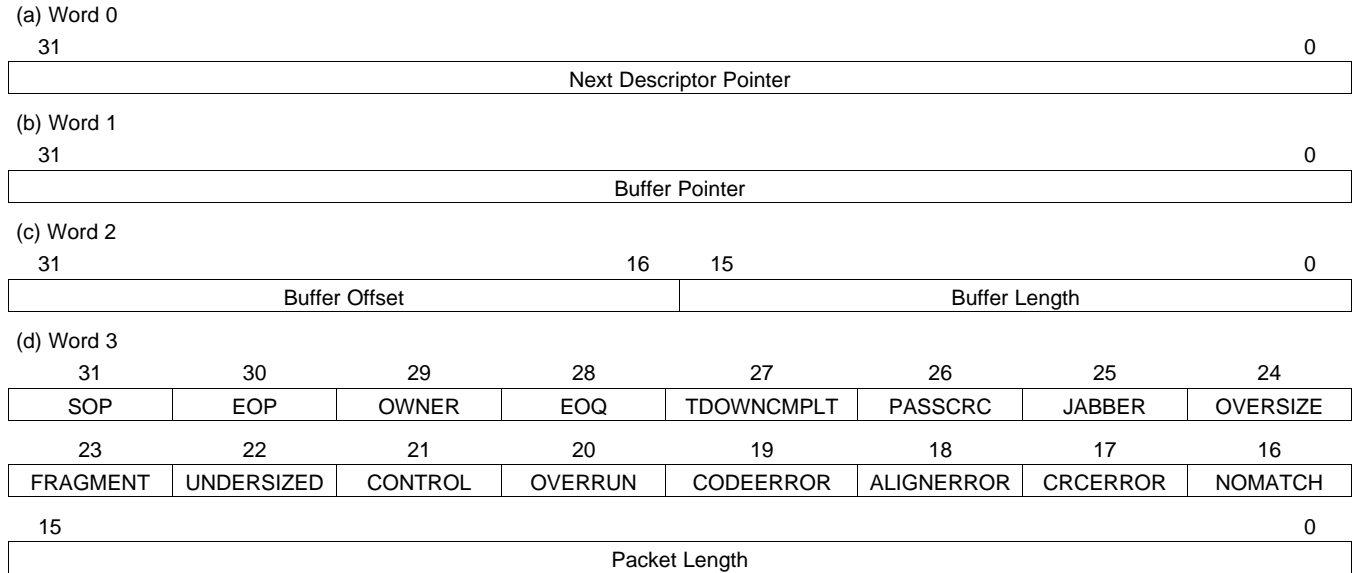 (a) Word 0
31 0
Next Descriptor Pointer
(b) Word 1
31 0
Buffer Pointer
(c) Word 2
31 16 15 0
Buffer Offset Buffer Length
(d) Word 3
31 30 29 28 27 26 25 24
SOP EOP OWNER EOQ TDOWNCMPLT PASSCRC JABBER OVERSIZE
23 22 21 20 19 18 17 16
FRAGMENT UNDERSIZED CONTROL OVERRUN CODEERROR ALIGNERROR CRCERROR NOMATCH
15 0
Packet Length